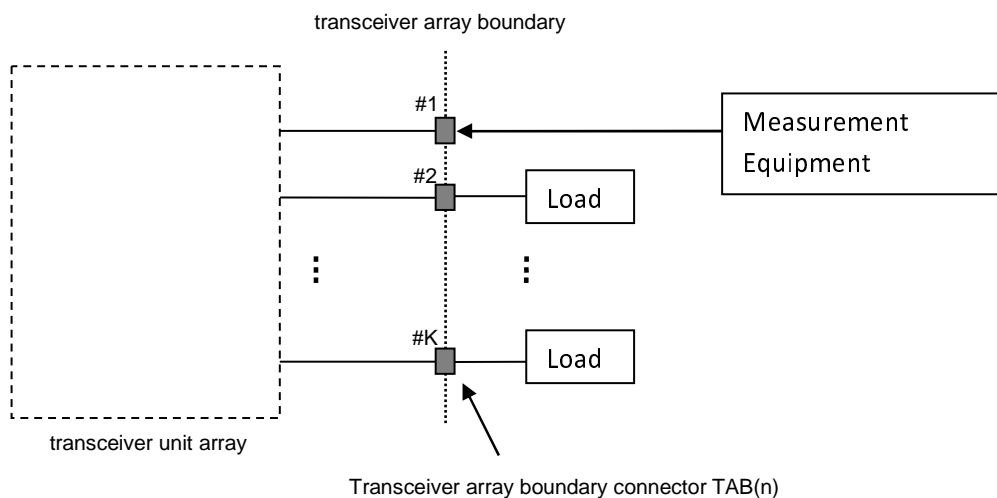 transceiver array boundary
#1
Measurement
Equipment
#2
Load
#K
Load
transceiver unit array
Transceiver array boundary connector TAB(n)